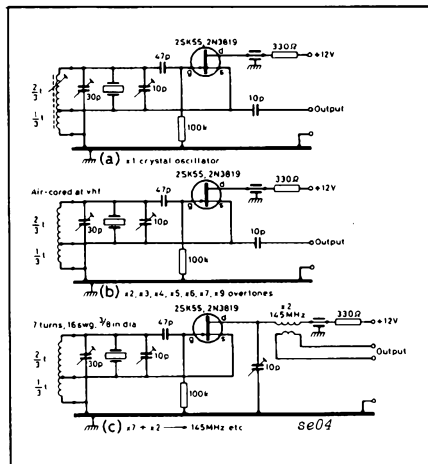 2SK55, 2N3819
47p
d
330Ω
+12V
g
s
2/3 t
1/3 t
30p
10p
10p
Output
100k
(a) x1 crystal oscillator
Air-cored at vhf
2SK55, 2N3819
47p
d
330Ω
+12V
g
s
2/3 t
1/3 t
30p
10p
10p
Output
100k
(b) x2, x3, x4, x5, x6, x7, x9 overtones
7 turns, 16swg, 3/8 in dia
2SK55, 2N3819
x2
145MHz
47p
d
330Ω
+12V
g
s
2/3 t
1/3 t
30p
10p
10p
Output
100k
(c) x7 + x2 → 145MHz etc
se04